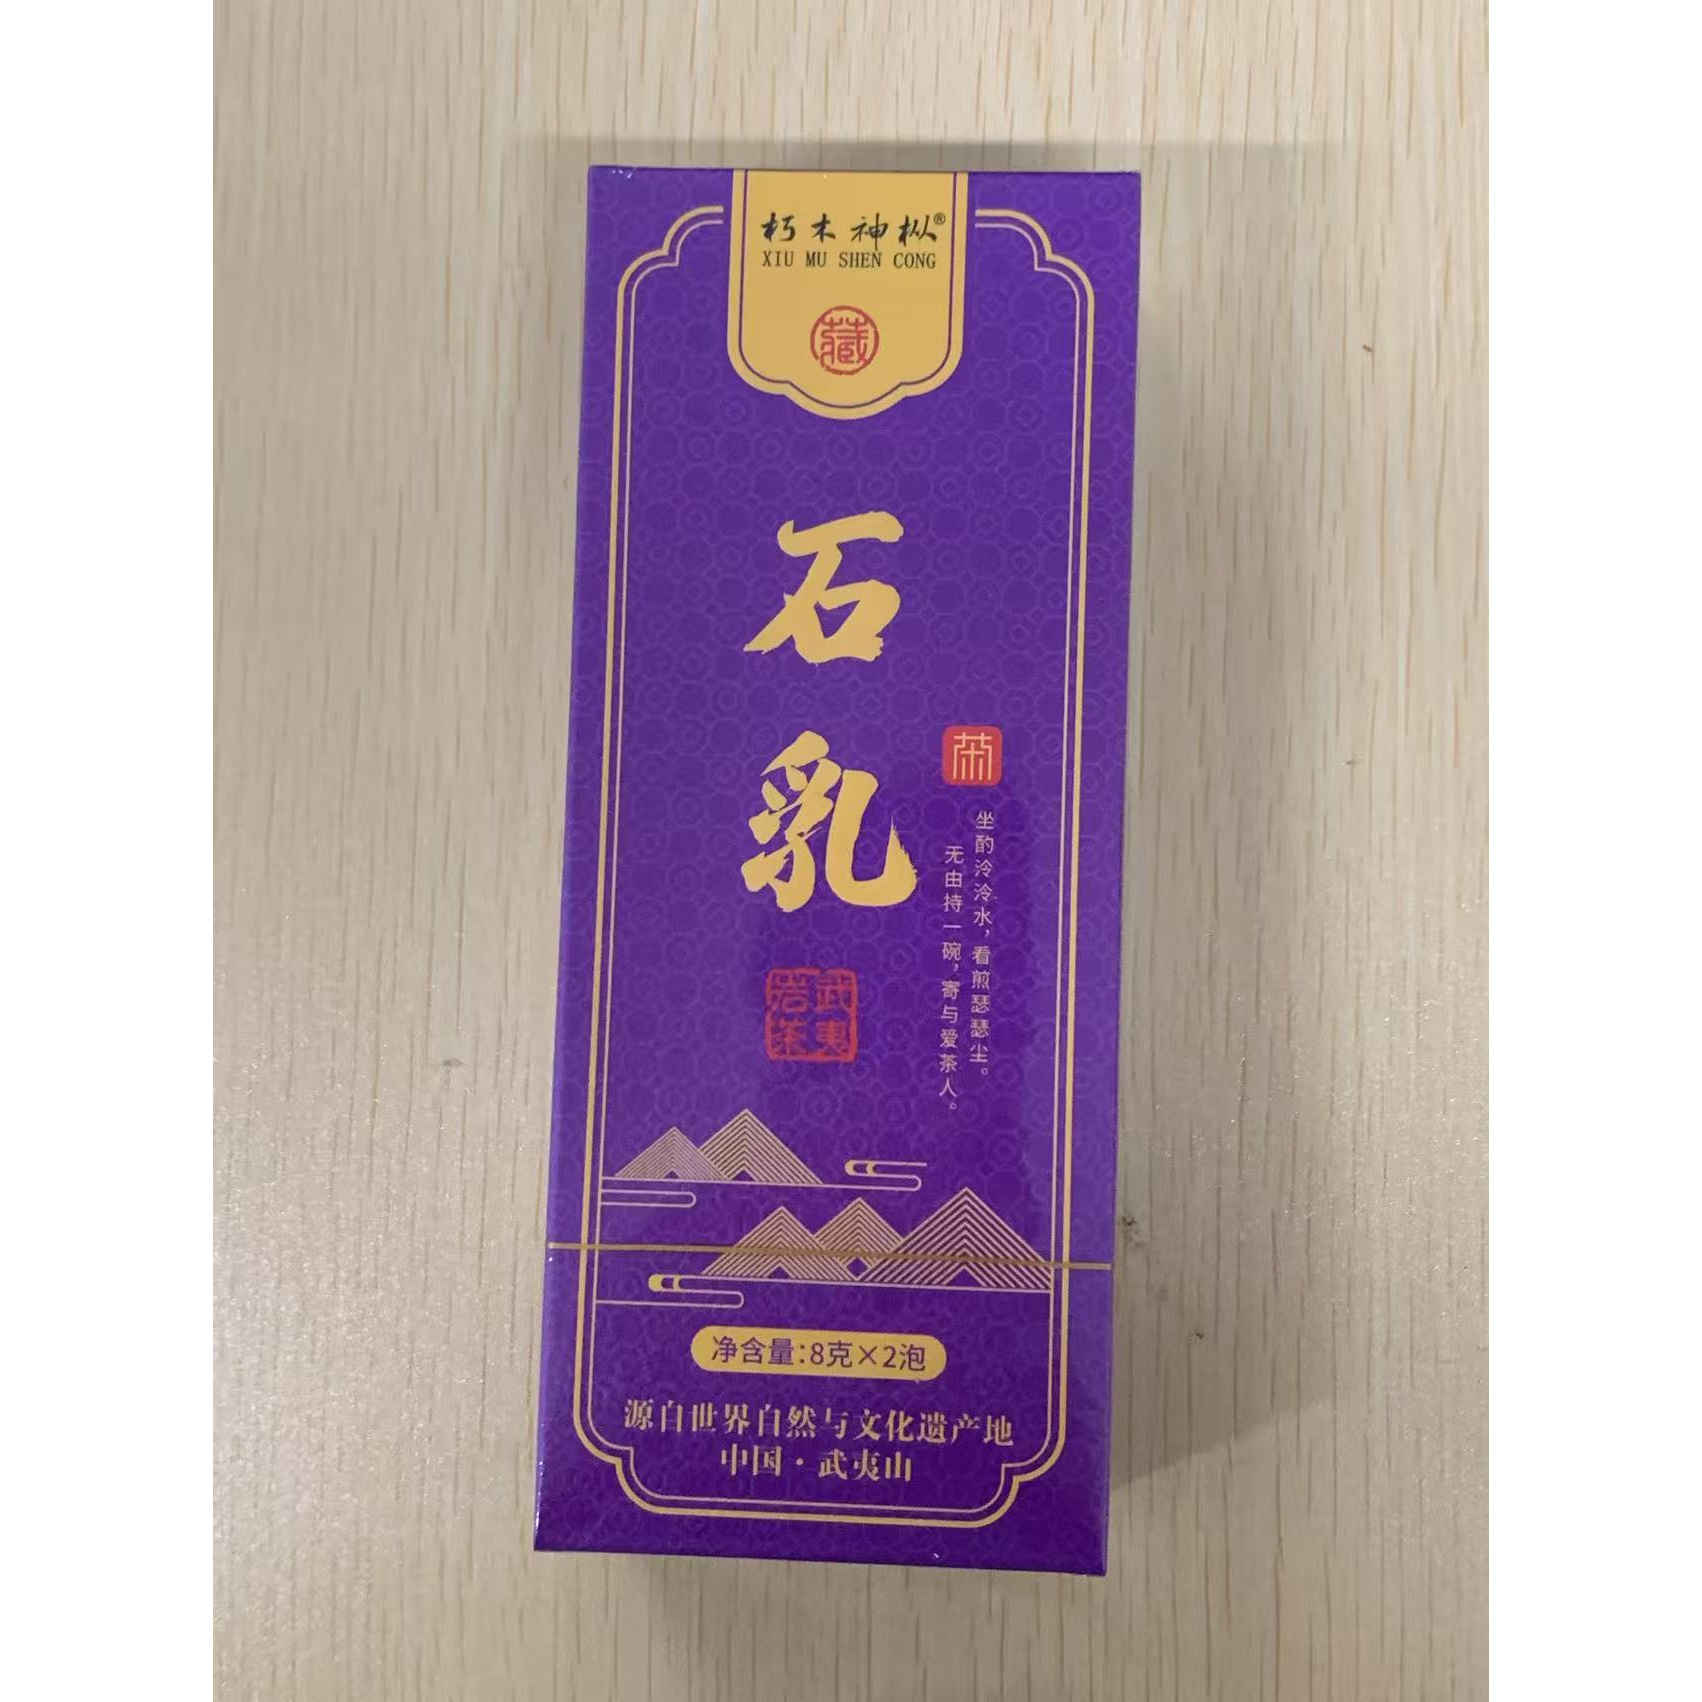 朽木神枞®
XIU MU SHEN CONG
藏
石乳
茶
坐酌泠泠水，看煎瑟瑟尘。
无由持一碗，寄与爱茶人。
武夷
岩茶
净含量：8克×2泡
源自世界自然与文化遗产地
中国·武夷山